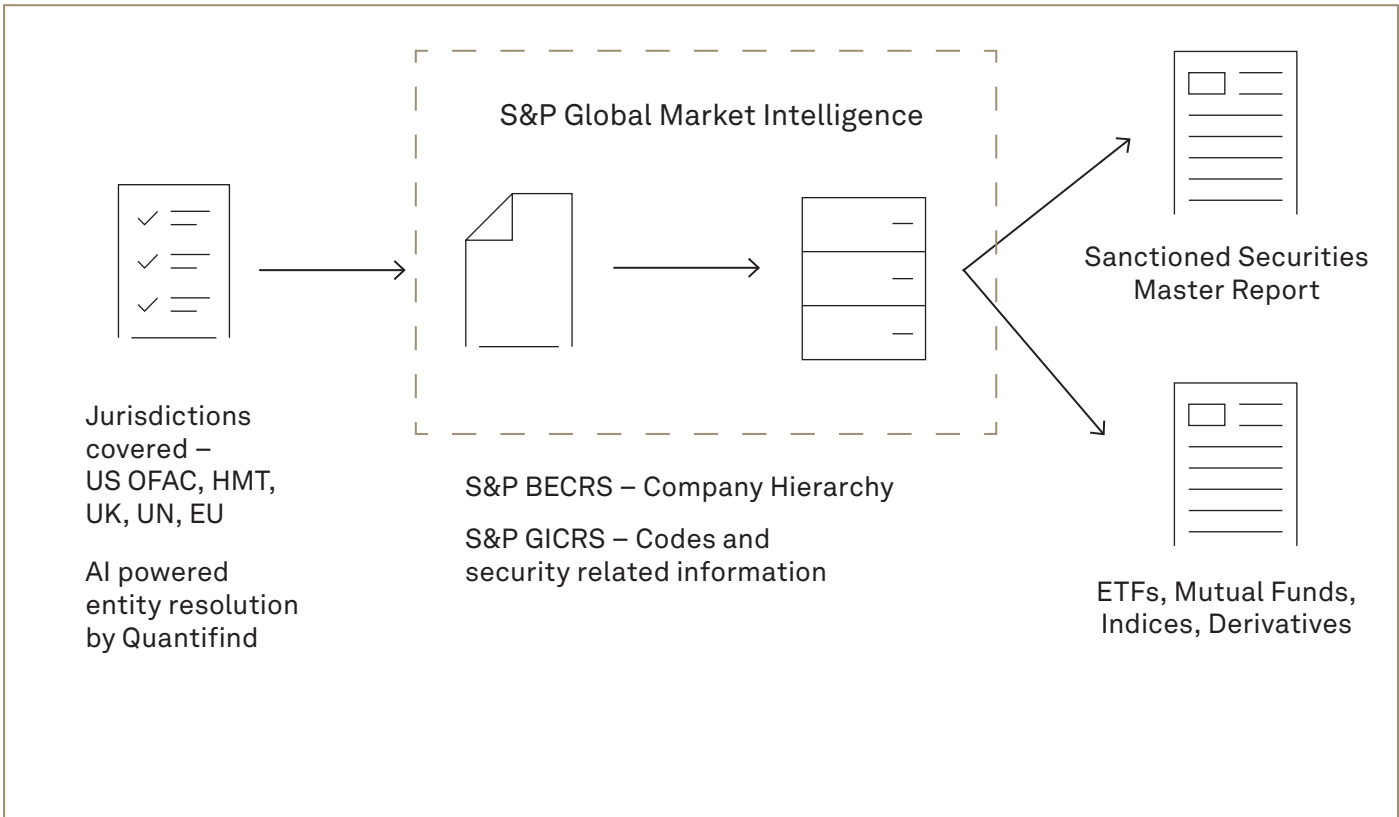 S&P Global Market Intelligence
Jurisdictions
covered –
US OFAC, HMT,
UK, UN, EU
AI powered
entity resolution
by Quantifind
S&P BECRS – Company Hierarchy
S&P GICRS – Codes and
security related information
Sanctioned Securities
Master Report
ETFs, Mutual Funds,
Indices, Derivatives